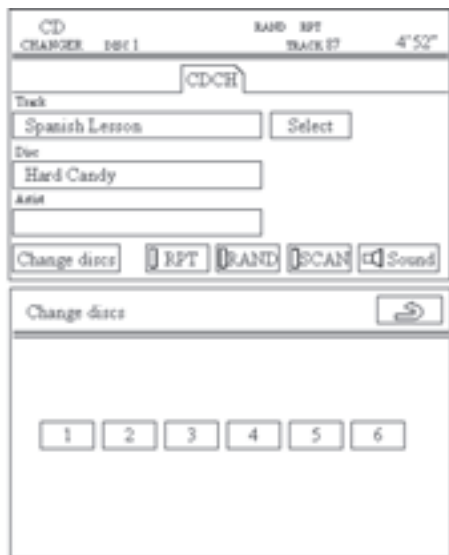 CD RAND RPT
CHANGER DISC 1 TRACK 07 4'52"
CDCH
Track
Spanish Lesson Select
Disc
Hard Candy
Artist
Change discs RPT RAND SCAN Sound
Change discs
1 2 3 4 5 6